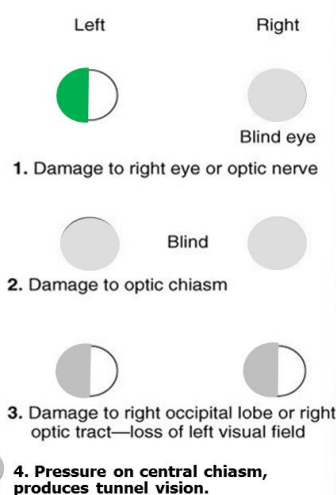 Left Right
Blind eye
1. Damage to right eye or optic nerve
Blind
2. Damage to optic chiasm
3. Damage to right occipital lobe or right
optic tract—loss of left visual field
4. Pressure on central chiasm,
produces tunnel vision.